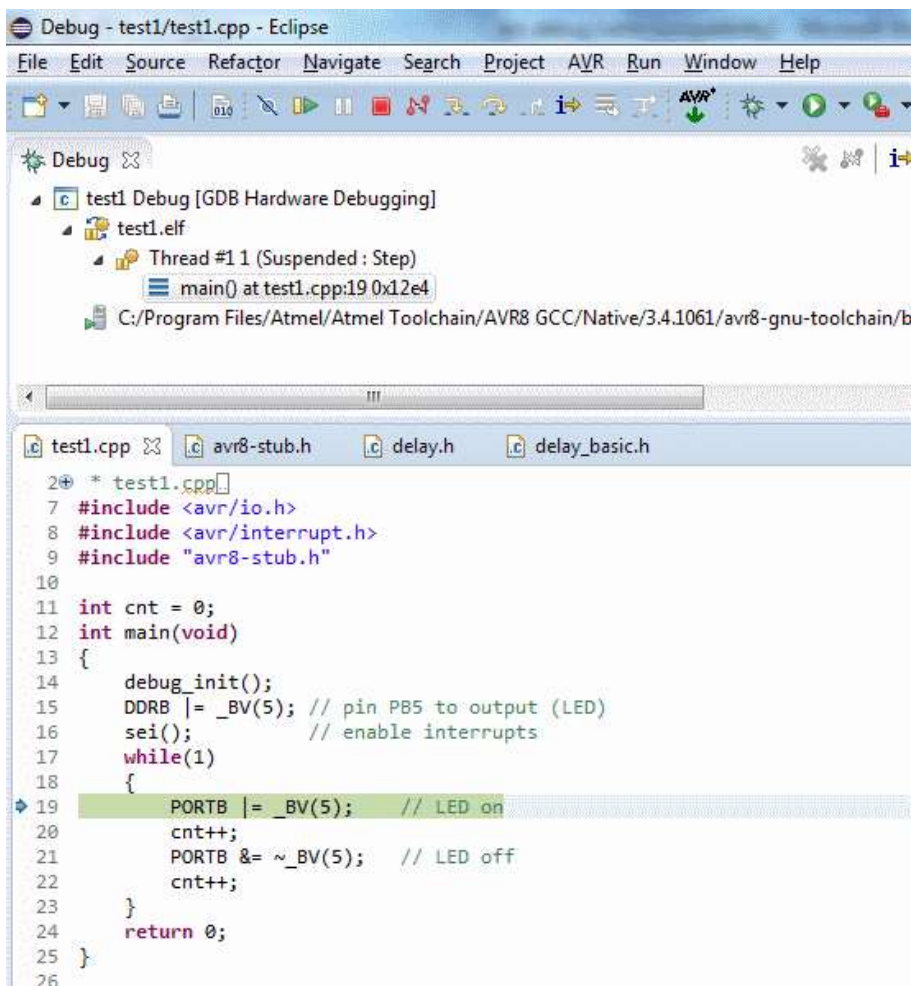 Debug - test1/test1.cpp - Eclipse
File Edit Source Refactor Navigate Search Project AVR Run Window Help
010 AVR
Debug
test1 Debug [GDB Hardware Debugging]
test1.elf
Thread #1 1 (Suspended : Step)
main() at test1.cpp:19 0x12e4
C:/Program Files/Atmel/Atmel Toolchain/AVR8 GCC/Native/3.4.1061/avr8-gnu-toolchain/b
test1.cpp avr8-stub.h delay.h delay_basic.h
2 * test1.cpp
7 #include <avr/io.h>
8 #include <avr/interrupt.h>
9 #include "avr8-stub.h"
10
11 int cnt = 0;
12 int main(void)
13 {
14 debug_init();
15 DDRB |= _BV(5); // pin PB5 to output (LED)
16 sei(); // enable interrupts
17 while(1)
18 {
19 PORTB |= _BV(5); // LED on
20 cnt++;
21 PORTB &= ~_BV(5); // LED off
22 cnt++;
23 }
24 return 0;
25 }
26